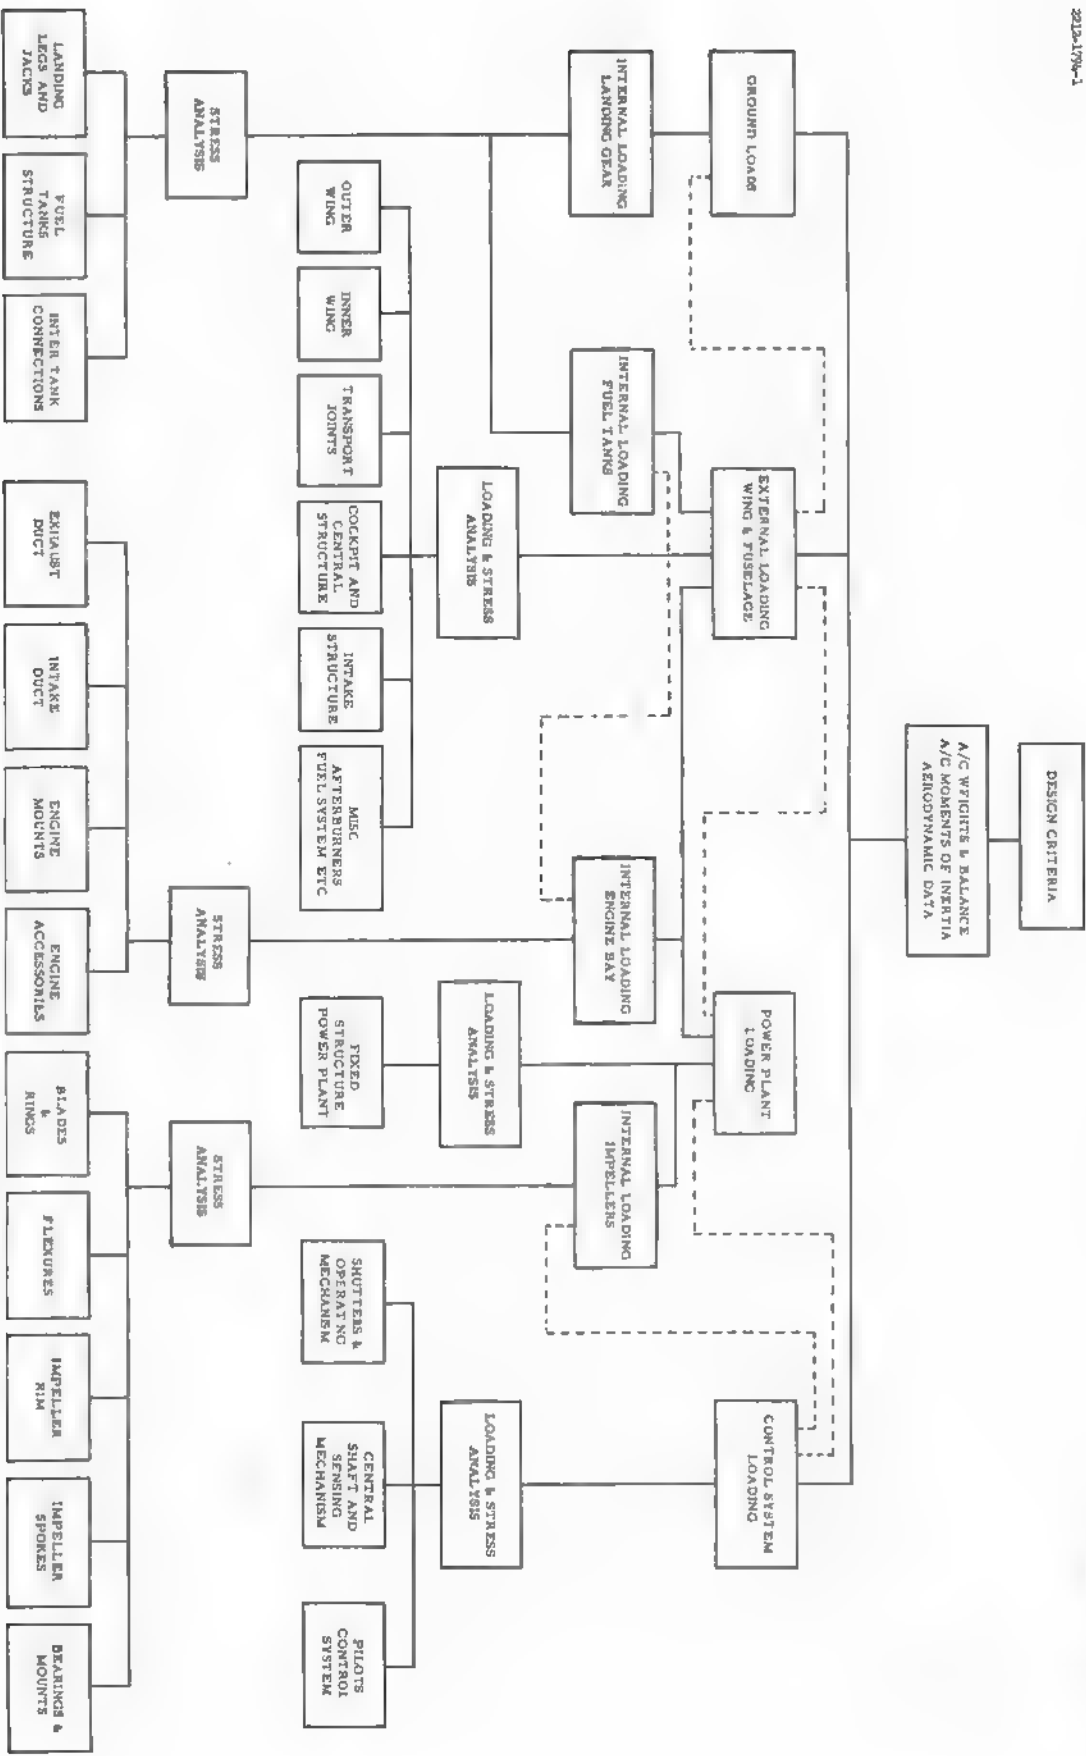 2212-1794-1
DESIGN CRITERIA
A/C WEIGHTS & BALANCE
A/C MOMENTS OF INERTIA
AERODYNAMIC DATA
GROUND LOADS
EXTERNAL LOADING
WING & FUSELAGE
POWER PLANT
LOADING
CONTROL SYSTEM
LOADING
INTERNAL LOADING
LANDING GEAR
INTERNAL LOADING
FUEL TANKS
INTERNAL LOADING
ENGINE BAY
INTERNAL LOADING
IMPELLERS
LOADING & STRESS
ANALYSIS
LOADING & STRESS
ANALYSIS
LOADING & STRESS
ANALYSIS
OUTER
WING
INNER
WING
TRANSPORT
JOINTS
COCKPIT AND
CENTRAL
STRUCTURE
INTAKE
STRUCTURE
MISC
AFTERBURNERS
FUEL SYSTEM ETC
FIXED
STRUCTURE
POWER PLANT
SHUTTERS &
OPERATNG
MECHANISM
CENTRAL
SHAFT AND
SENSING
MECHANISM
PILOTS
CONTROL
SYSTEM
STRESS
ANALYSIS
STRESS
ANALYSIS
STRESS
ANALYSIS
LANDING
LEGS AND
JACKS
FUEL
TANKS
STRUCTURE
INTER TANK
CONNECTIONS
EXHAUST
DUCT
INTAKE
DUCT
ENGINE
MOUNTS
ENGINE
ACCESSORIES
BLADES
&
RINGS
FLEXURES
IMPELLER
RIM
IMPELLER
SPOKES
BEARINGS &
MOUNTS